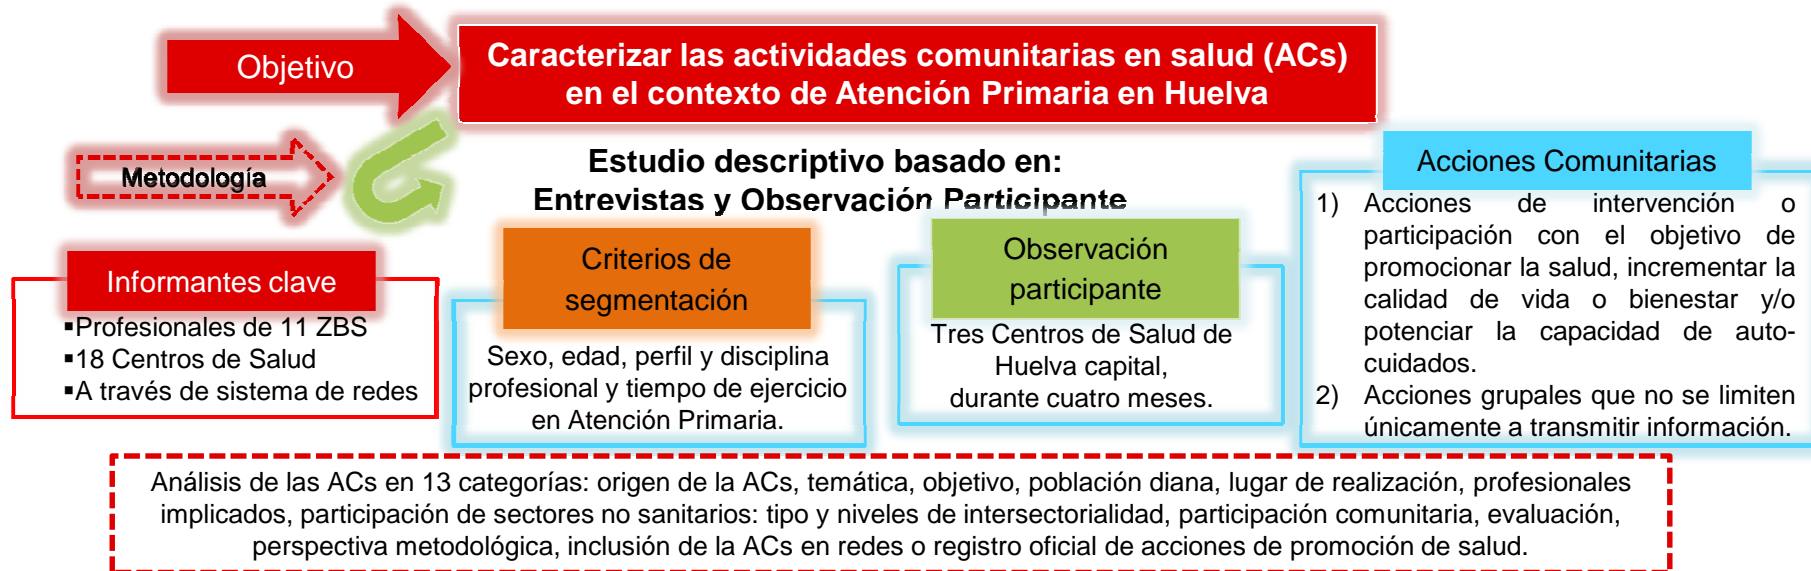 Objetivo
Caracterizar las actividades comunitarias en salud (ACs)
en el contexto de Atención Primaria en Huelva
Metodología
Estudio descriptivo basado en:
Entrevistas y Observación Participante
Informantes clave
▪Profesionales de 11 ZBS
▪18 Centros de Salud
▪A través de sistema de redes
Criterios de
segmentación
Sexo, edad, perfil y disciplina
profesional y tiempo de ejercicio
en Atención Primaria.
Observación
participante
Tres Centros de Salud de
Huelva capital,
durante cuatro meses.
Acciones Comunitarias
1) Acciones de intervención o
participación con el objetivo de
promocionar la salud, incrementar la
calidad de vida o bienestar y/o
potenciar la capacidad de auto-
cuidados.
2) Acciones grupales que no se limiten
únicamente a transmitir información.
Análisis de las ACs en 13 categorías: origen de la ACs, temática, objetivo, población diana, lugar de realización, profesionales
implicados, participación de sectores no sanitarios: tipo y niveles de intersectorialidad, participación comunitaria, evaluación,
perspectiva metodológica, inclusión de la ACs en redes o registro oficial de acciones de promoción de salud.